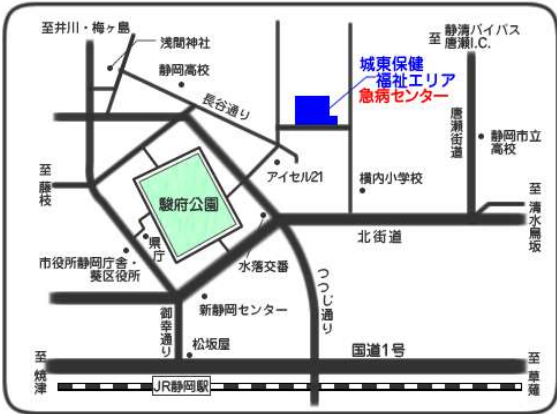 至井川・梅ヶ島
浅間神社
静岡高校
長谷通り
至
静清バイパス
唐瀬I.C.
城東保健
福祉エリア
急病センター
唐瀬街道
静岡市立
高校
至藤枝
アイセル21
横内小学校
至清水鳥坂
駿府公園
県庁
市役所静岡庁舎・
葵区役所
水落交番
北街道
つつじ通り
御幸通り
新静岡センター
松坂屋
国道1号
至焼津
JR静岡駅
至草薙